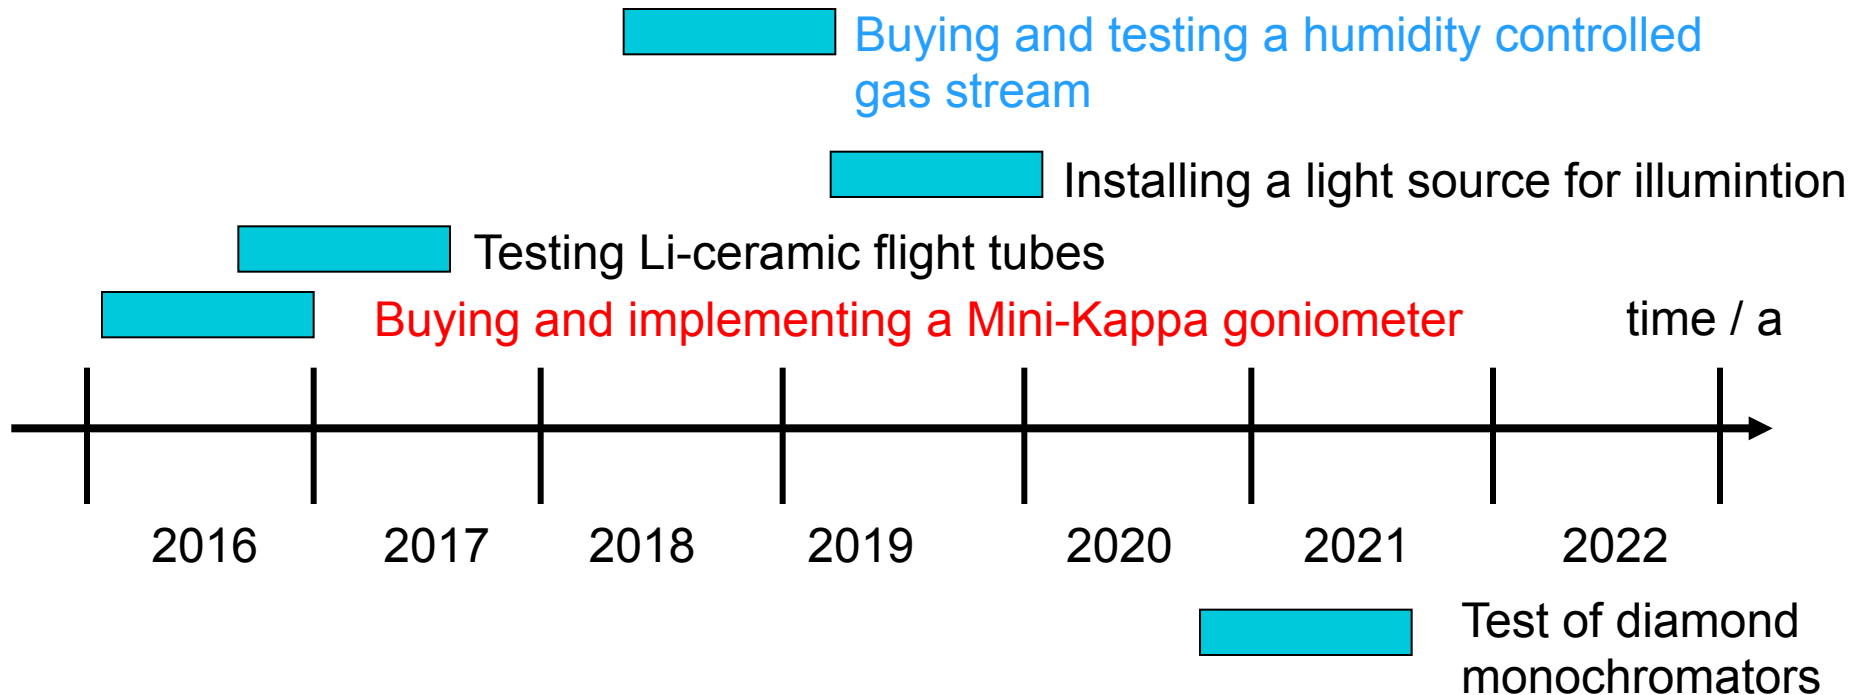 Buying and testing a humidity controlled
gas stream
Installing a light source for illumintion
Testing Li-ceramic flight tubes
Buying and implementing a Mini-Kappa goniometer
time / a
2016
2017
2018
2019
2020
2021
2022
Test of diamond
monochromators